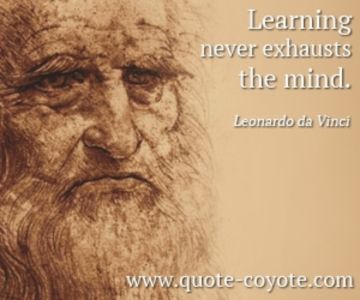 Learning
never exhausts
the mind.
Leonardo da Vinci
www.quote-coyote.com